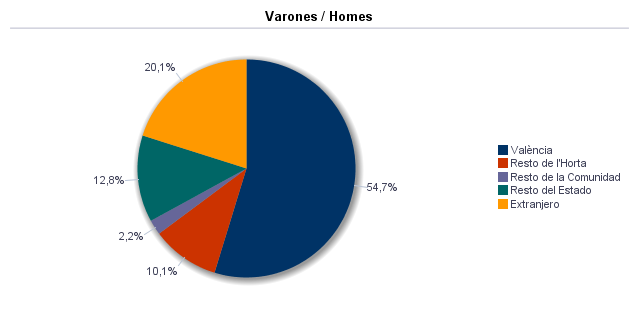 Varones / Homes
20,1%
12,8%
54,7%
2,2%
10,1%
València
Resto de l'Horta
Resto de la Comunidad
Resto del Estado
Extranjero